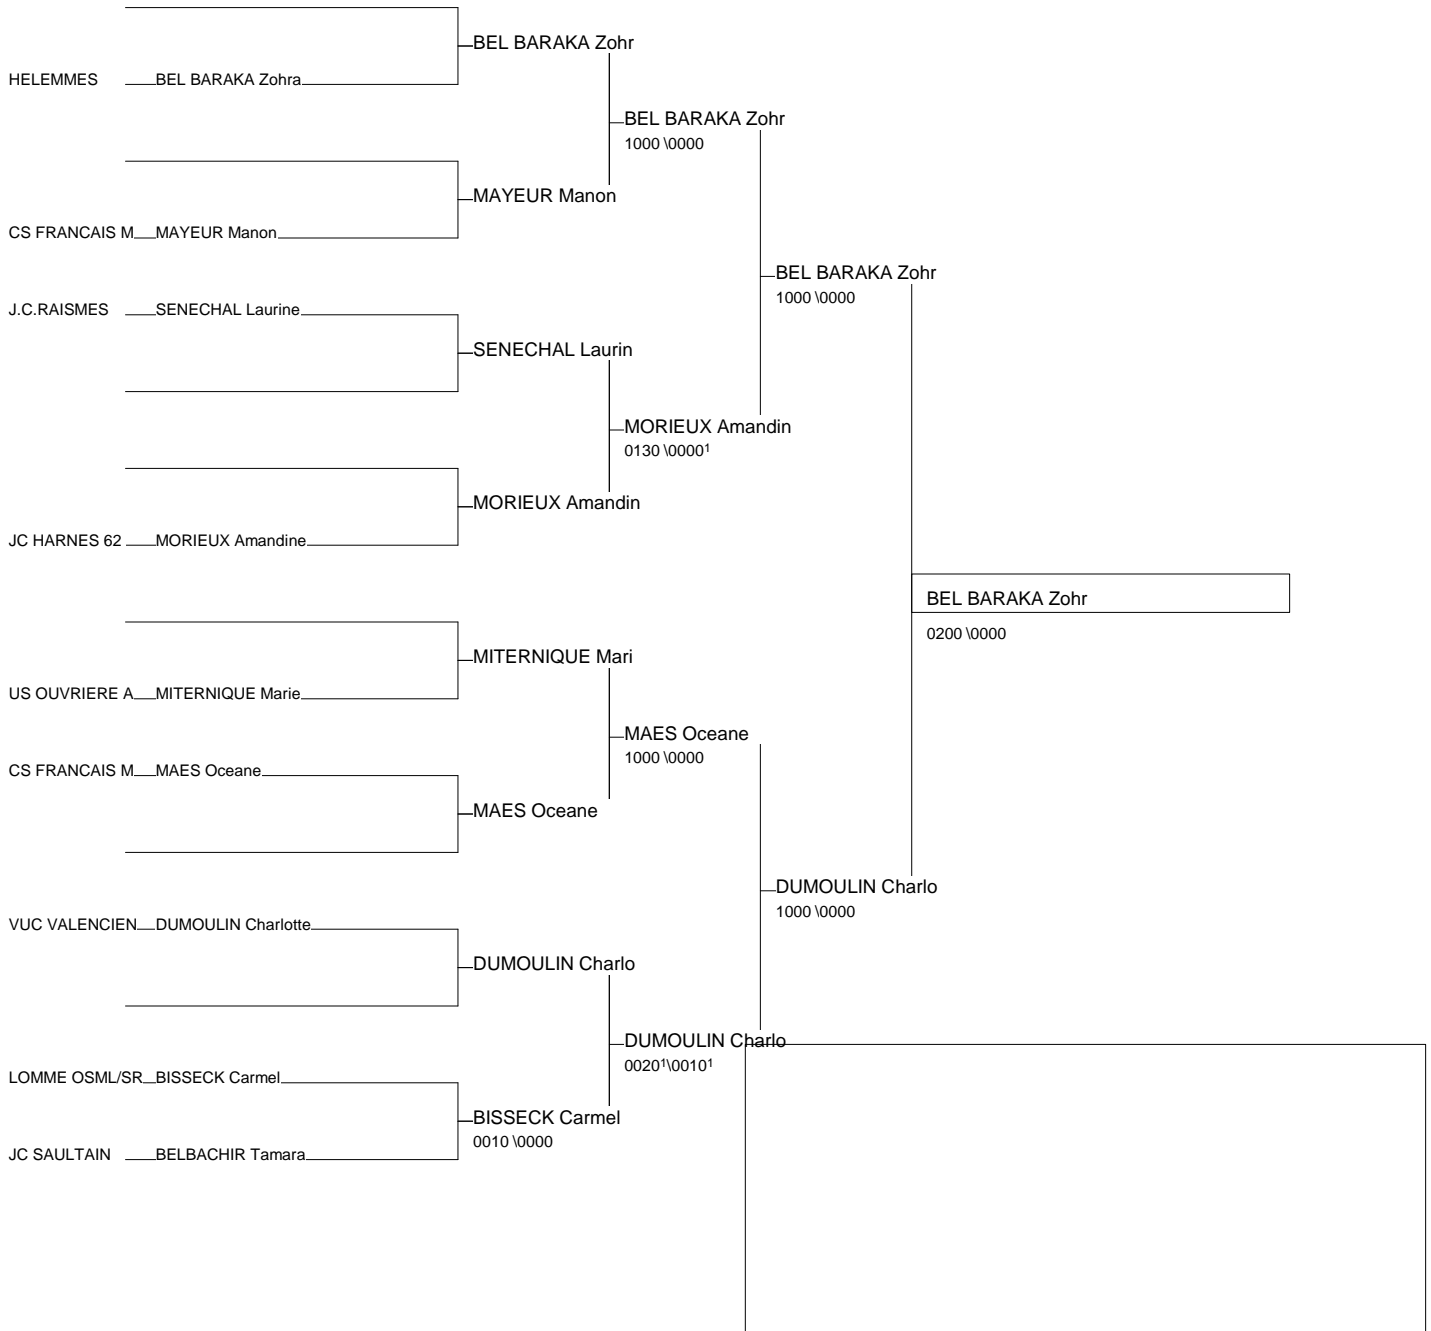 BEL BARAKA Zohr
HELEMMES BEL BARAKA Zohra
BEL BARAKA Zohr
1000 \0000
MAYEUR Manon
CS FRANCAIS M MAYEUR Manon
BEL BARAKA Zohr
1000 \0000
J.C.RAISMES SENECHAL Laurine
SENECHAL Laurin
MORIEUX Amandin
0130 \0000¹
MORIEUX Amandin
JC HARNES 62 MORIEUX Amandine
BEL BARAKA Zohr
0200 \0000
MITERNIQUE Mari
US OUVRIERE A MITERNIQUE Marie
MAES Oceane
1000 \0000
CS FRANCAIS M MAES Oceane
MAES Oceane
DUMOULIN Charlo
1000 \0000
VUC VALENCIEN DUMOULIN Charlotte
DUMOULIN Charlo
DUMOULIN Charlo
0020¹\0010¹
LOMME OSML/SR BISSECK Carmel
BISSECK Carmel
0010 \0000
JC SAULTAIN BELBACHIR Tamara